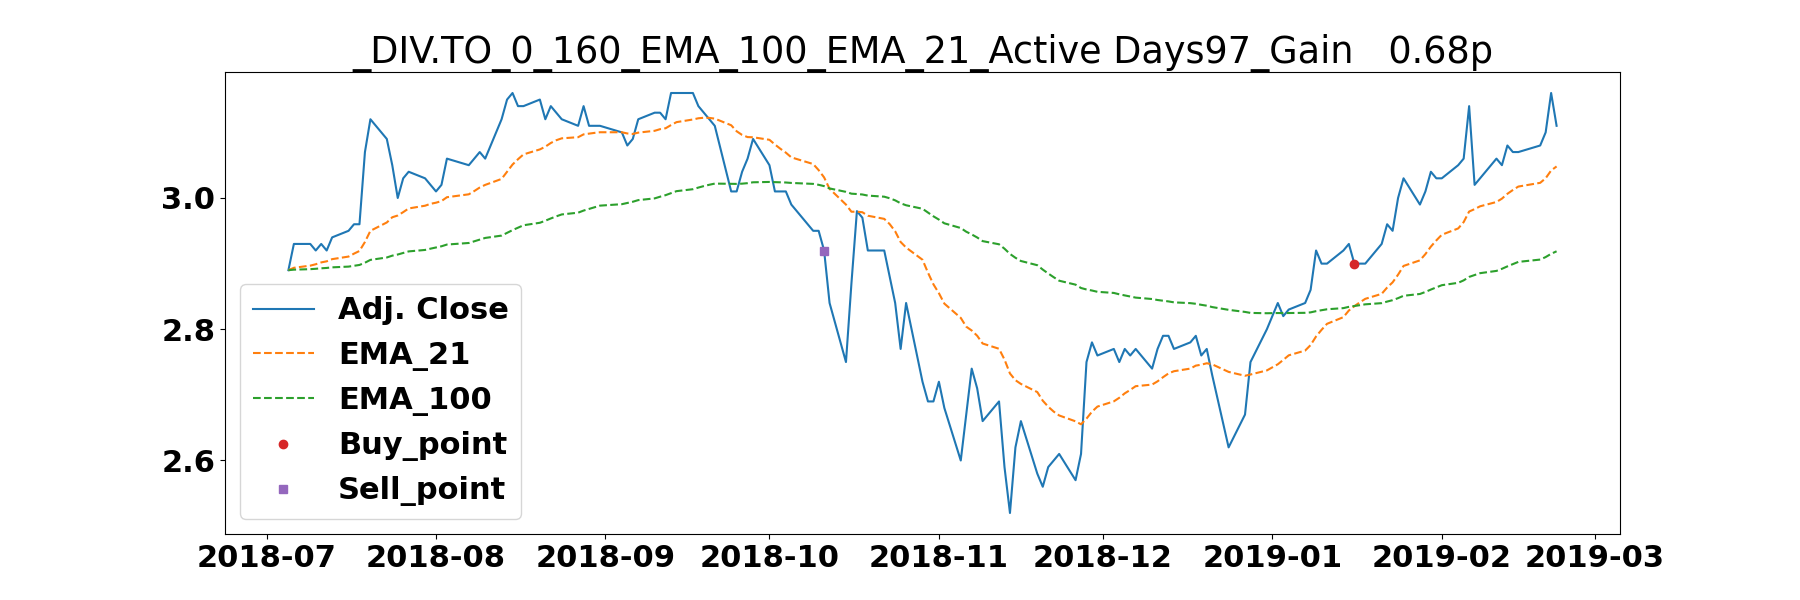 _DIV.TO_0_160_EMA_100_EMA_21_Active Days97_Gain   0.68p
3.0
2.8
2.6
Adj. Close
EMA_21
EMA_100
Buy_point
Sell_point
2018-07 2018-08 2018-09 2018-10 2018-11 2018-12 2019-01 2019-02 2019-03